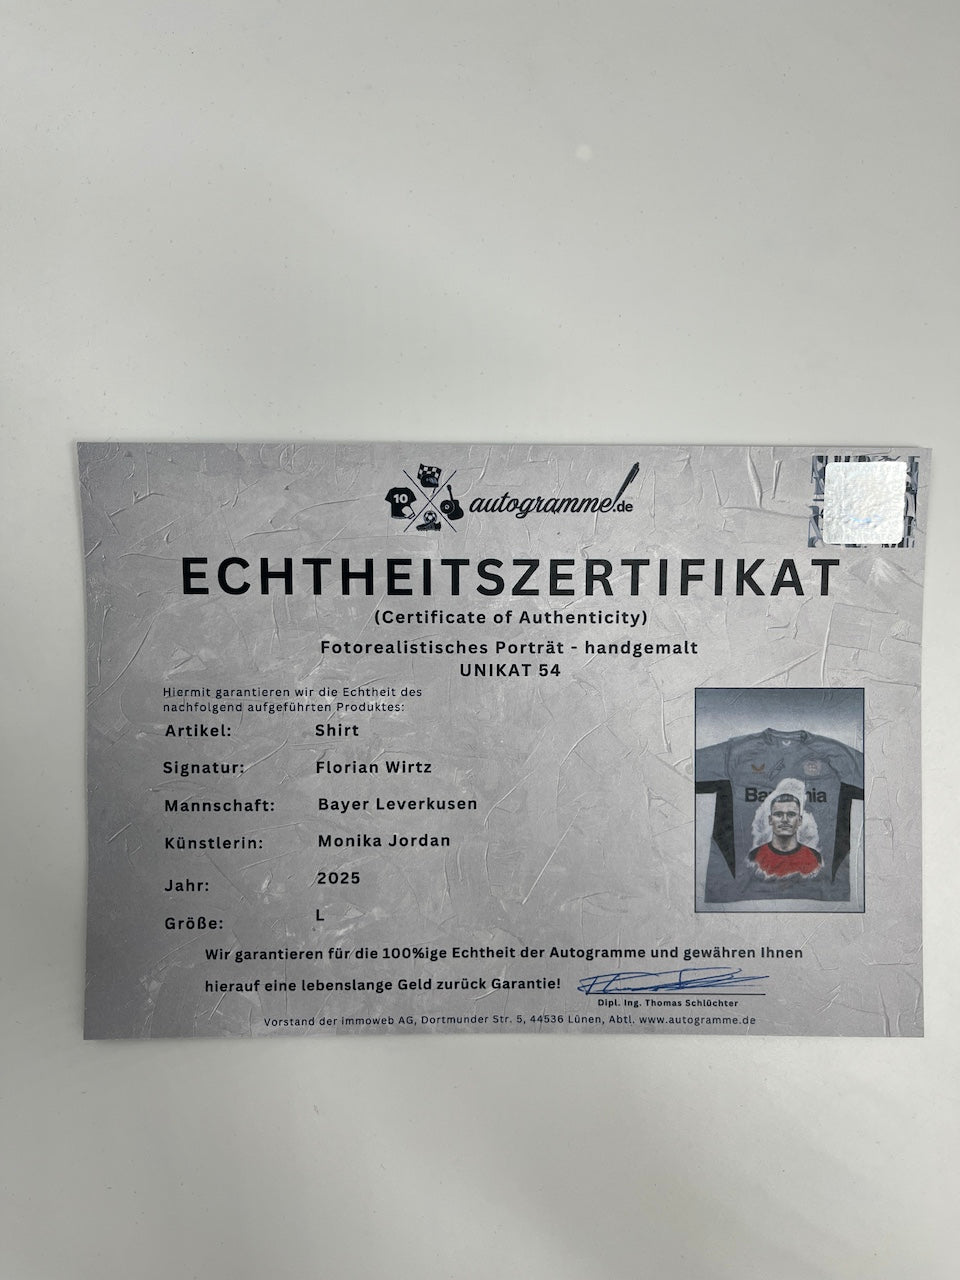 10
autogramme!.de
ECHTHEITSZERTIFIKAT
(Certificate of Authenticity)
Fotorealistisches Porträt - handgemalt
UNIKAT 54
Hiermit garantieren wir die Echtheit des
nachfolgend aufgeführten Produktes:
Artikel: Shirt
Signatur: Florian Wirtz
Mannschaft: Bayer Leverkusen
Künstlerin: Monika Jordan
Jahr: 2025
Größe: L
Wir garantieren für die 100%ige Echtheit der Autogramme und gewähren Ihnen
hierauf eine lebenslange Geld zurück Garantie!
Dipl. Ing. Thomas Schlüchter
Vorstand der immoweb AG, Dortmunder Str. 5, 44536 Lünen, Abtl. www.autogramme.de